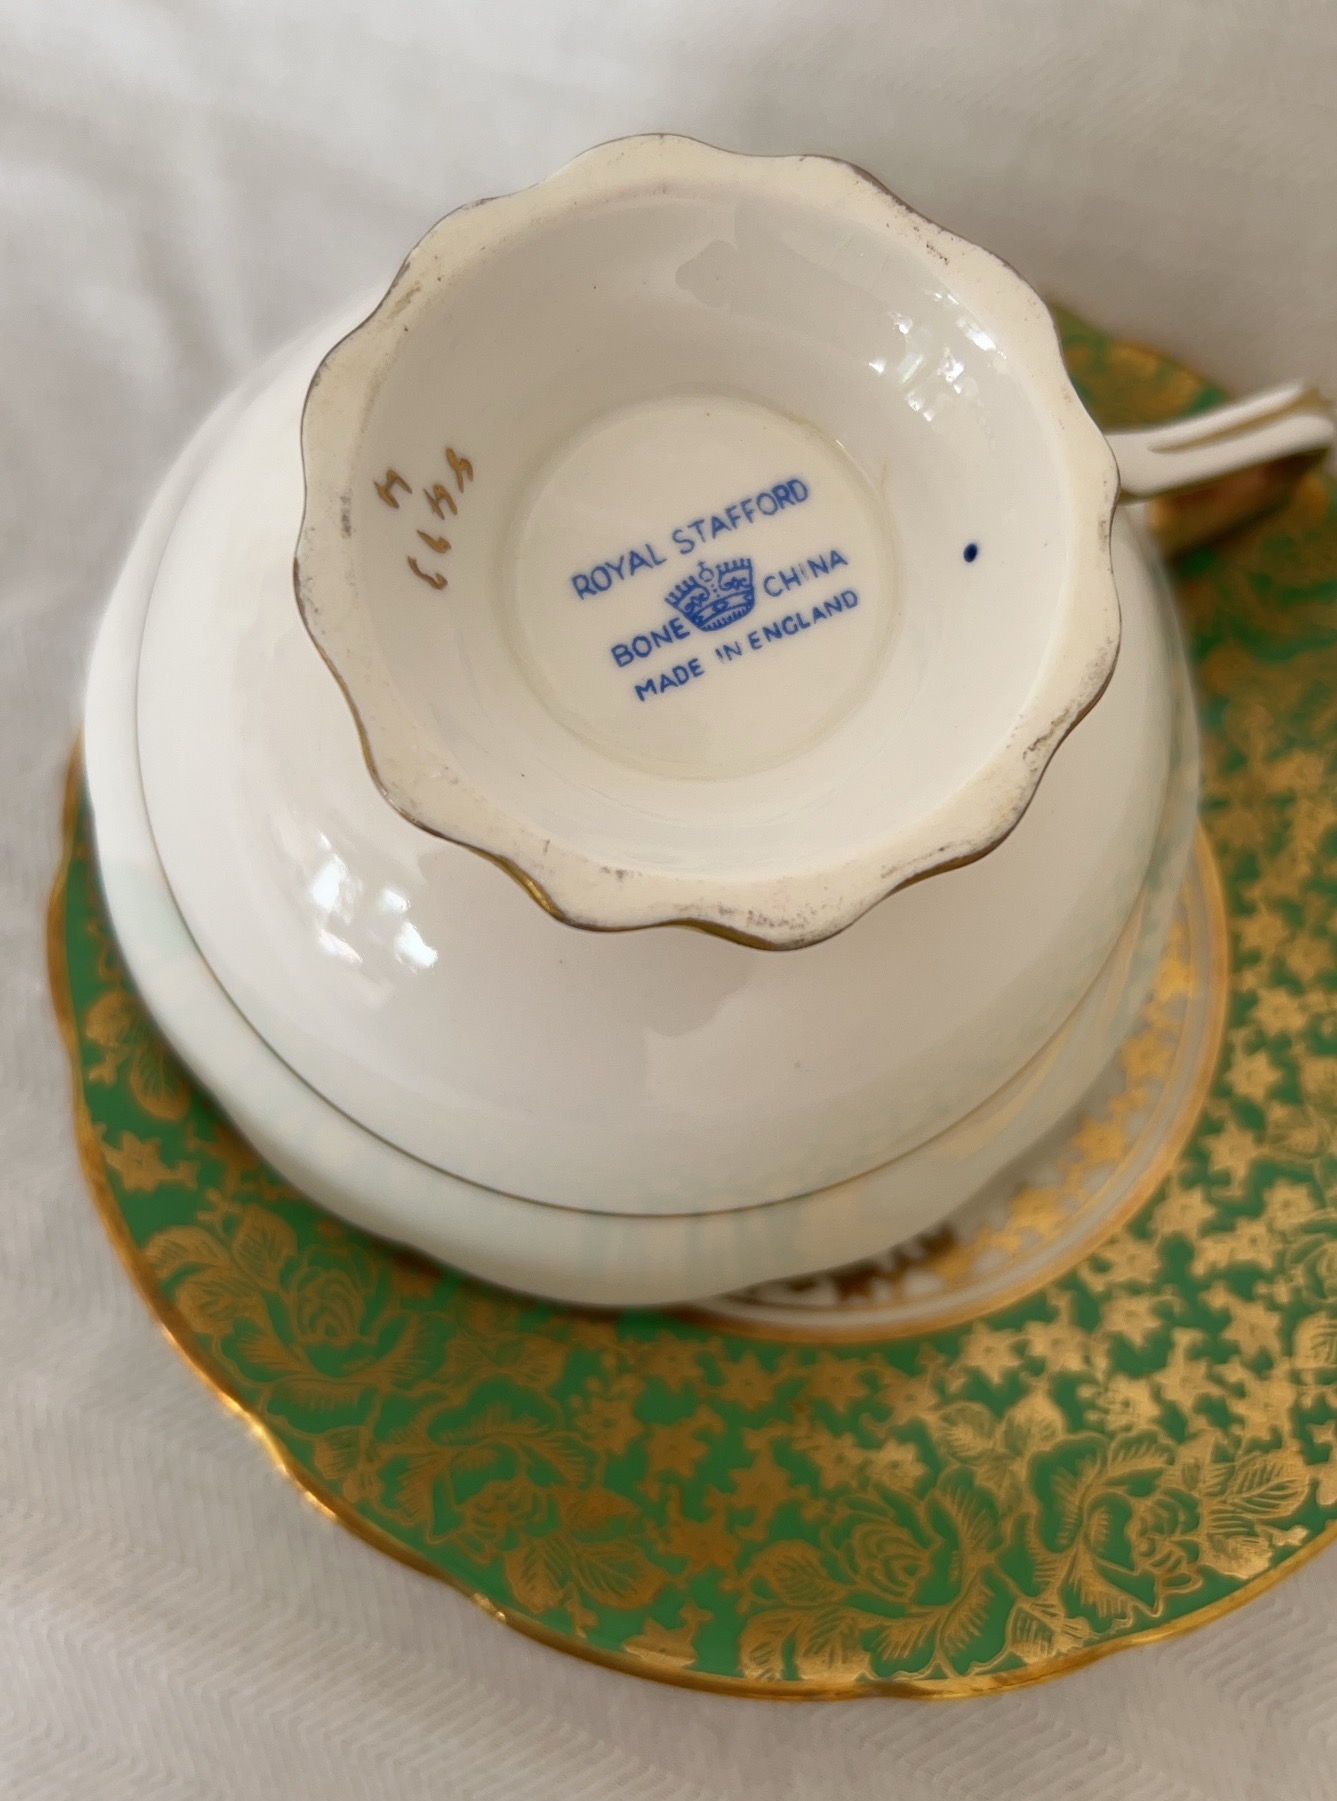 ROYAL STAFFORD
BONE CHINA
MADE IN ENGLAND